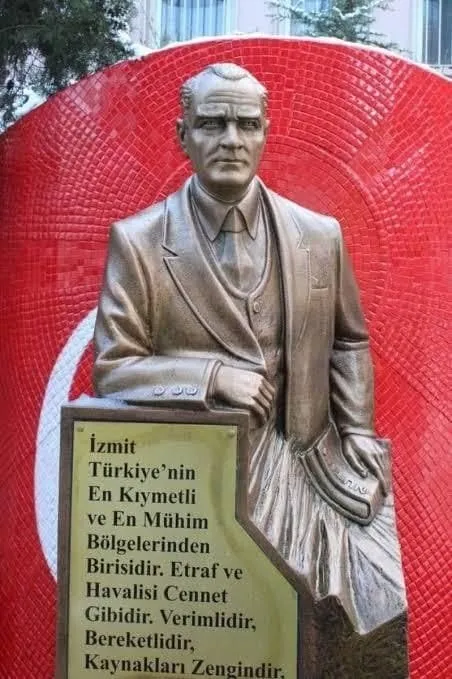 İzmit
Türkiye'nin
En Kıymetli
ve En Mühim
Bölgelerinden
Birisidir. Etraf ve
Havalisi Cennet
Gibidir. Verimlidir,
Bereketlidir,
Kaynakları Zengindir,